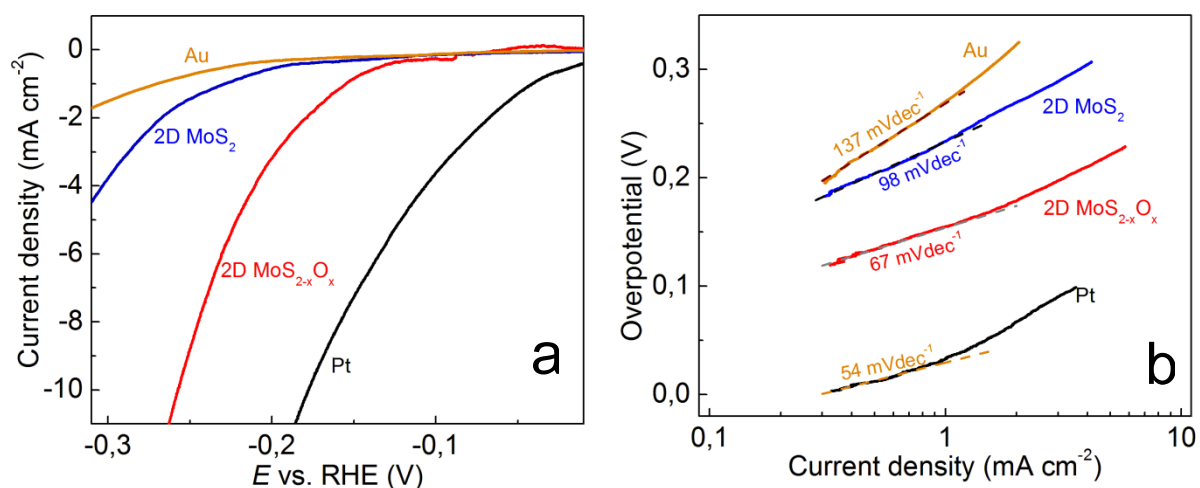 a
0
-2
-4
-6
-8
-10
Current density (mA cm⁻²)
Au
2D MoS₂
2D MoS₂₋ₓOₓ
Pt
-0,3
-0,2
-0,1
E vs. RHE (V)
b
0,3
0,2
0,1
0,0
Overpotential (V)
Au
137 mVdec⁻¹
2D MoS₂
98 mVdec⁻¹
2D MoS₂₋ₓOₓ
67 mVdec⁻¹
Pt
54 mVdec⁻¹
0,1
1
10
Current density (mA cm⁻²)